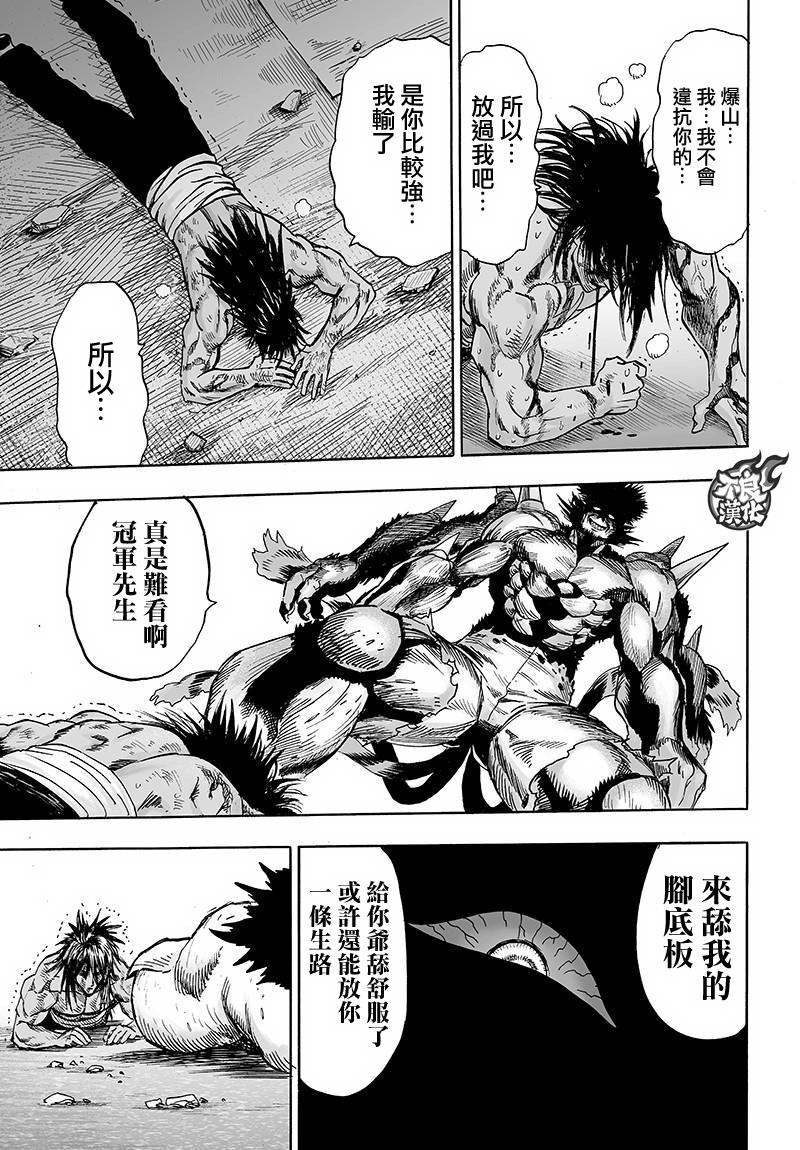 爆山…
我…我不會
違抗你的…
所以…
放過我吧…
是你比較強…
我輸了
所以…
狼
漢化
真是難看啊
冠軍先生
來舔我的
腳底板
給你爺舔舒服了
或許還能放你
一條生路